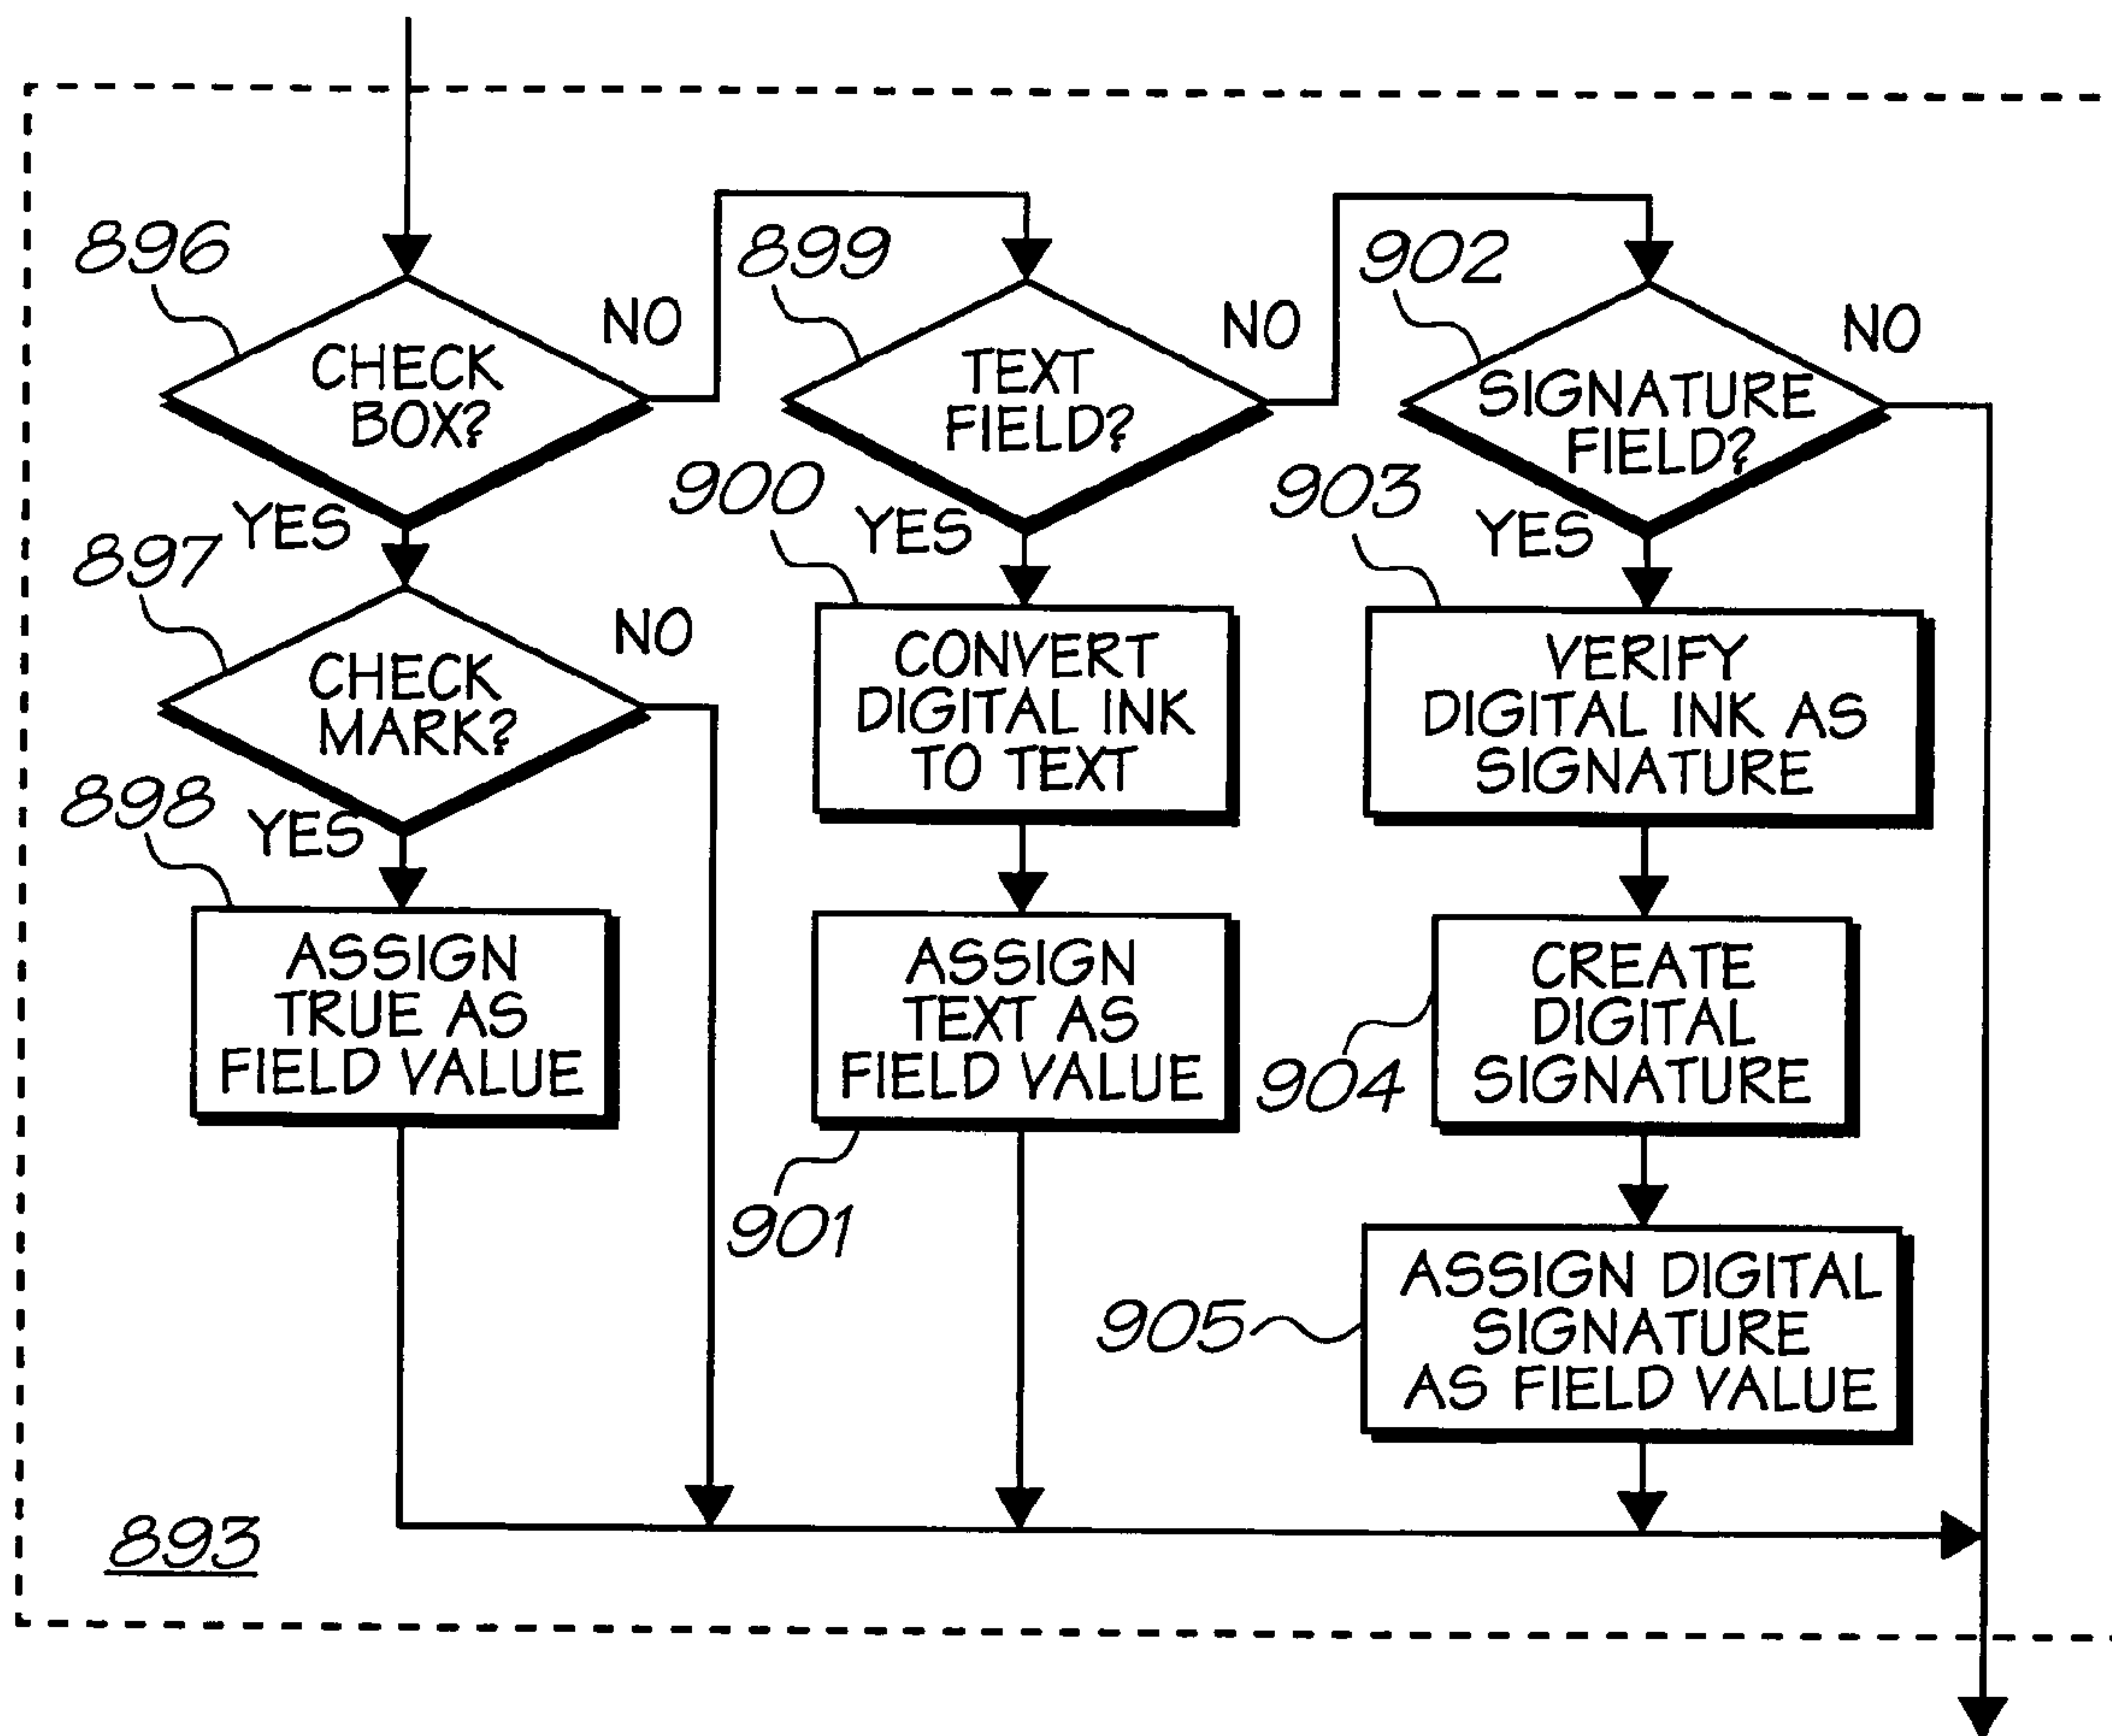 896
CHECK
BOX?
NO
YES
897
CHECK
MARK?
NO
YES
898
ASSIGN
TRUE AS
FIELD VALUE
899
TEXT
FIELD?
NO
YES
900
CONVERT
DIGITAL INK
TO TEXT
ASSIGN
TEXT AS
FIELD VALUE
901
902
SIGNATURE
FIELD?
NO
YES
903
VERIFY
DIGITAL INK AS
SIGNATURE
CREATE
DIGITAL
SIGNATURE
904
ASSIGN DIGITAL
SIGNATURE
AS FIELD VALUE
905
893